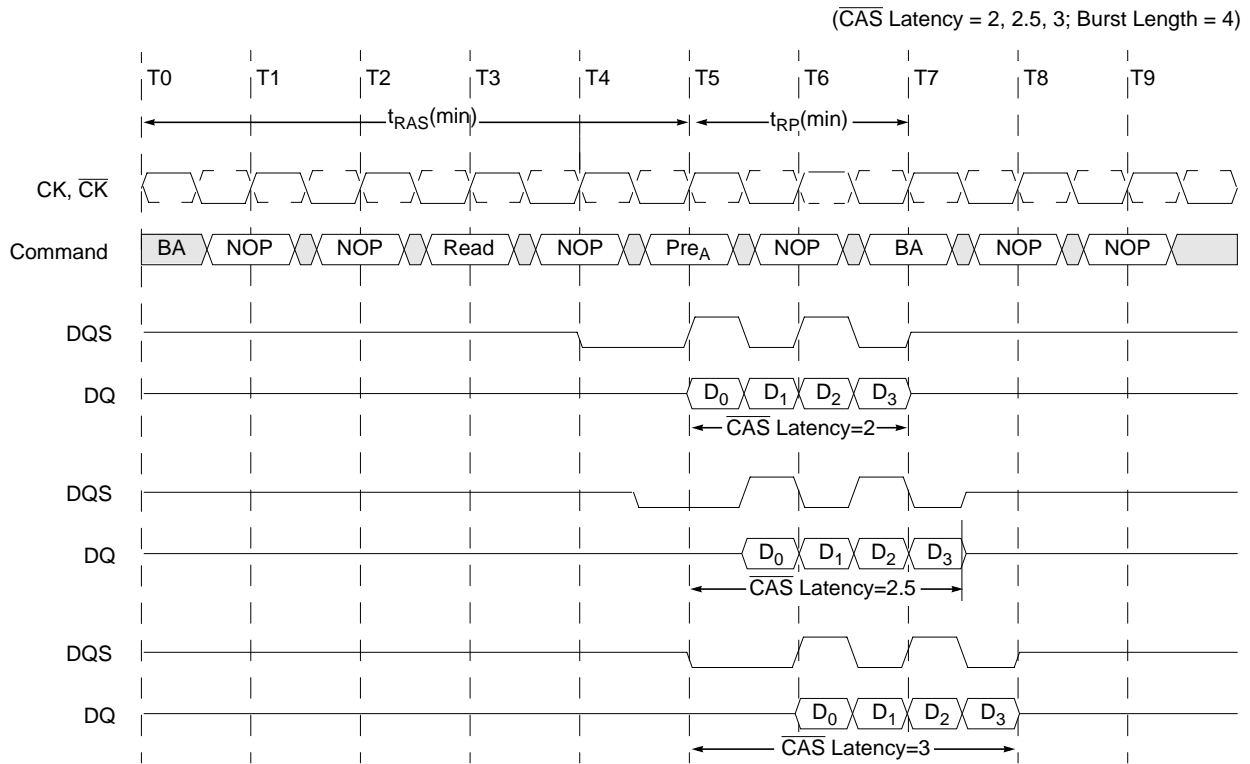 (CAS Latency = 2, 2.5, 3; Burst Length = 4)
T0 T1 T2 T3 T4 T5 T6 T7 T8 T9
tRAS(min) tRP(min)
CK, CK
Command BA NOP NOP Read NOP PreA NOP BA NOP NOP
DQS
DQ D0 D1 D2 D3
CAS Latency=2
DQS
DQ D0 D1 D2 D3
CAS Latency=2.5
DQS
DQ D0 D1 D2 D3
CAS Latency=3